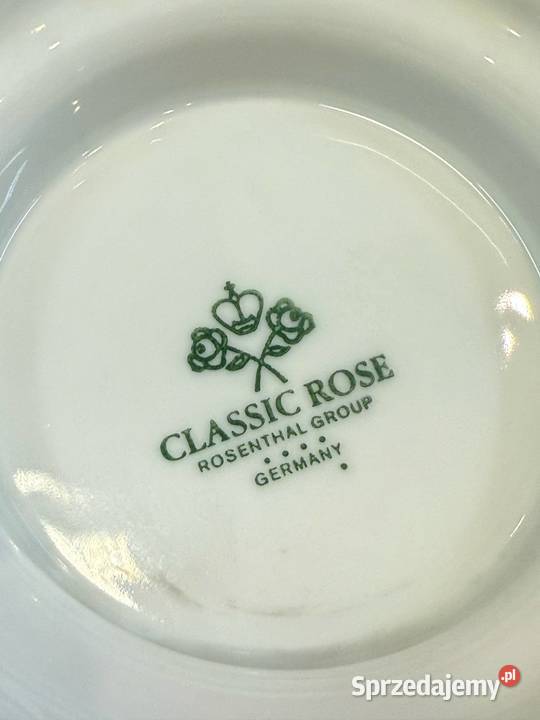 CLASSIC ROSE
ROSENTHAL GROUP
GERMANY
Sprzedajemy.pl